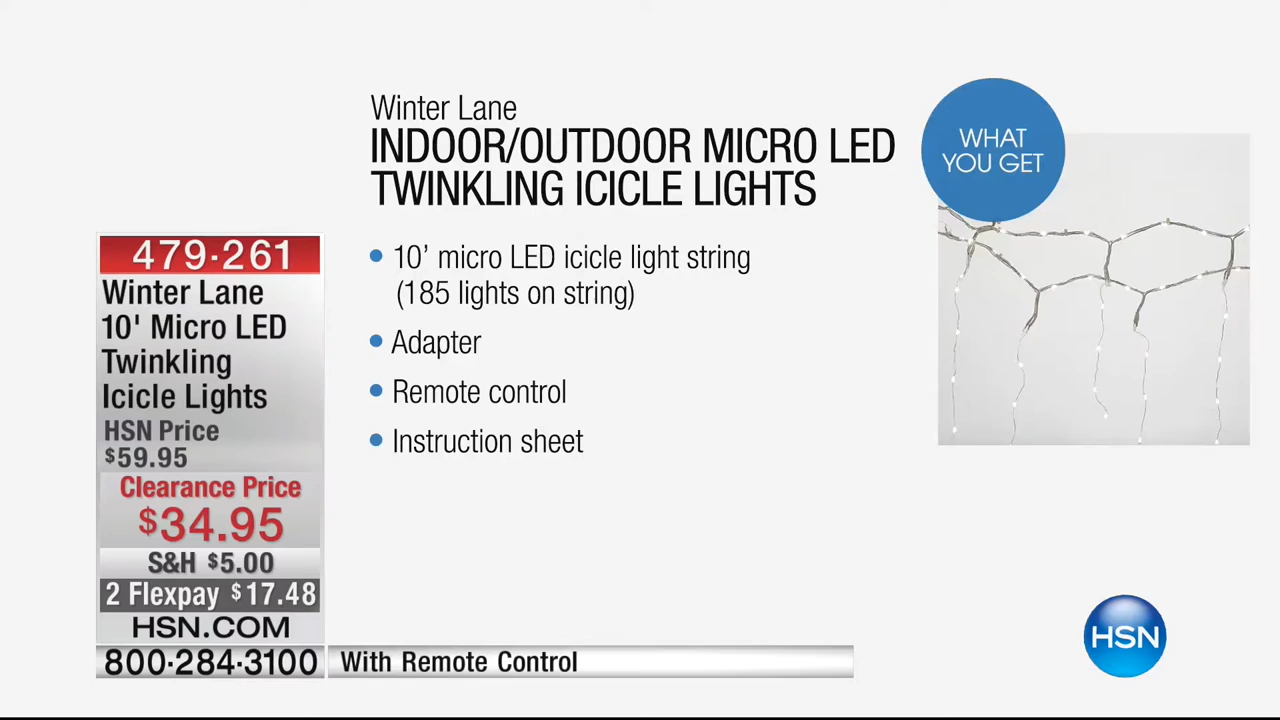 Winter Lane
INDOOR/OUTDOOR MICRO LED
TWINKLING ICICLE LIGHTS
WHAT
YOU GET
• 10’ micro LED icicle light string
(185 lights on string)
• Adapter
• Remote control
• Instruction sheet
479·261
Winter Lane
10' Micro LED
Twinkling
Icicle Lights
HSN Price
$59.95
Clearance Price
$34.95
S&H $5.00
2 Flexpay $17.48
HSN.COM
800·284·3100
With Remote Control
HSN